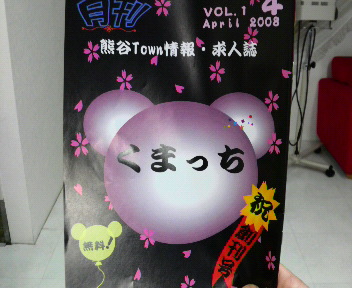 月刊!!
VOL.1 4
April 2008
熊谷Town情報・求人誌
くまっち
祝
創刊号
無料!